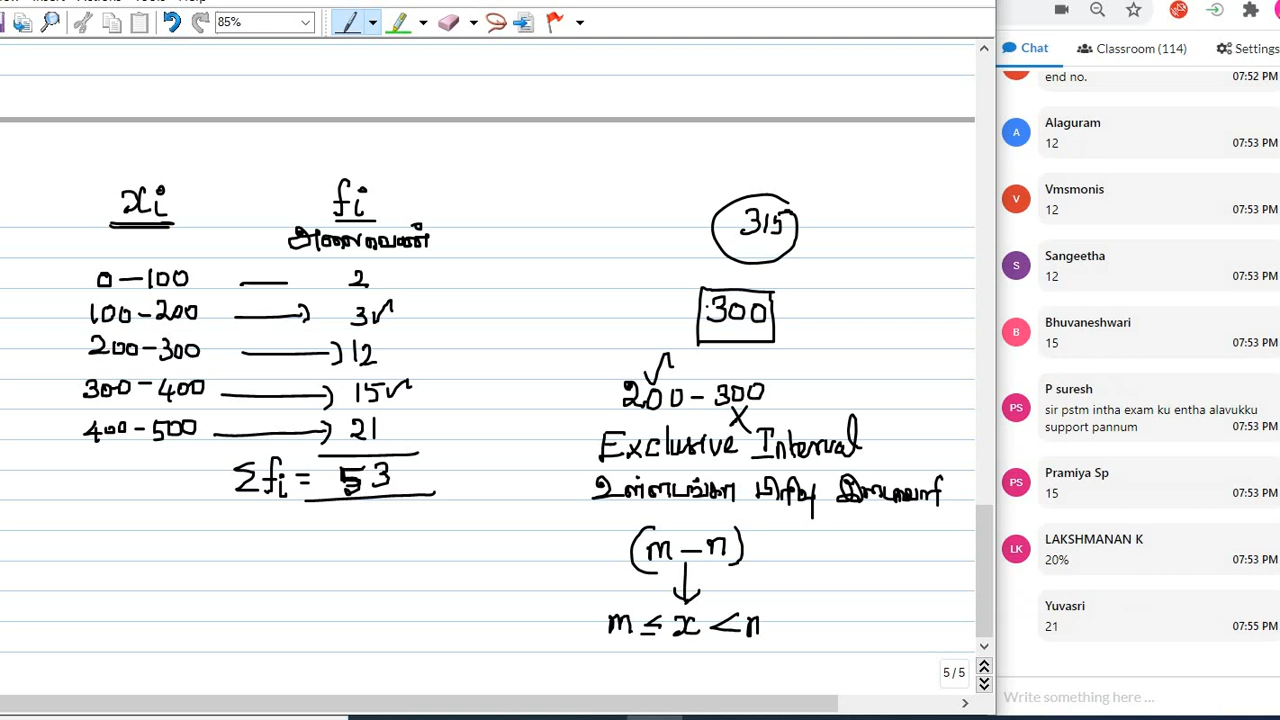 85%
xi fi
அலைவெண்
0 – 100 — 2
100 – 200 → 3✓
200 – 300 → 12
300 – 400 → 15✓
400 – 500 → 21
Σfi = 53
315
300
✓
200 – 300
×
Exclusive Interval
பிரிவு
(m – n)
↓
m ≤ x < n
5 / 5
Chat Classroom (114) Settings
end no. 07:52 PM
A Alaguram
12 07:53 PM
V Vmsmonis
12 07:53 PM
S Sangeetha
12 07:53 PM
B Bhuvaneshwari
15 07:53 PM
PS P suresh
sir pstm intha exam ku entha alavukku
support pannum 07:53 PM
PS Pramiya Sp
15 07:53 PM
LK LAKSHMANAN K
20% 07:53 PM
Yuvasri
21 07:55 PM
Write something here ...